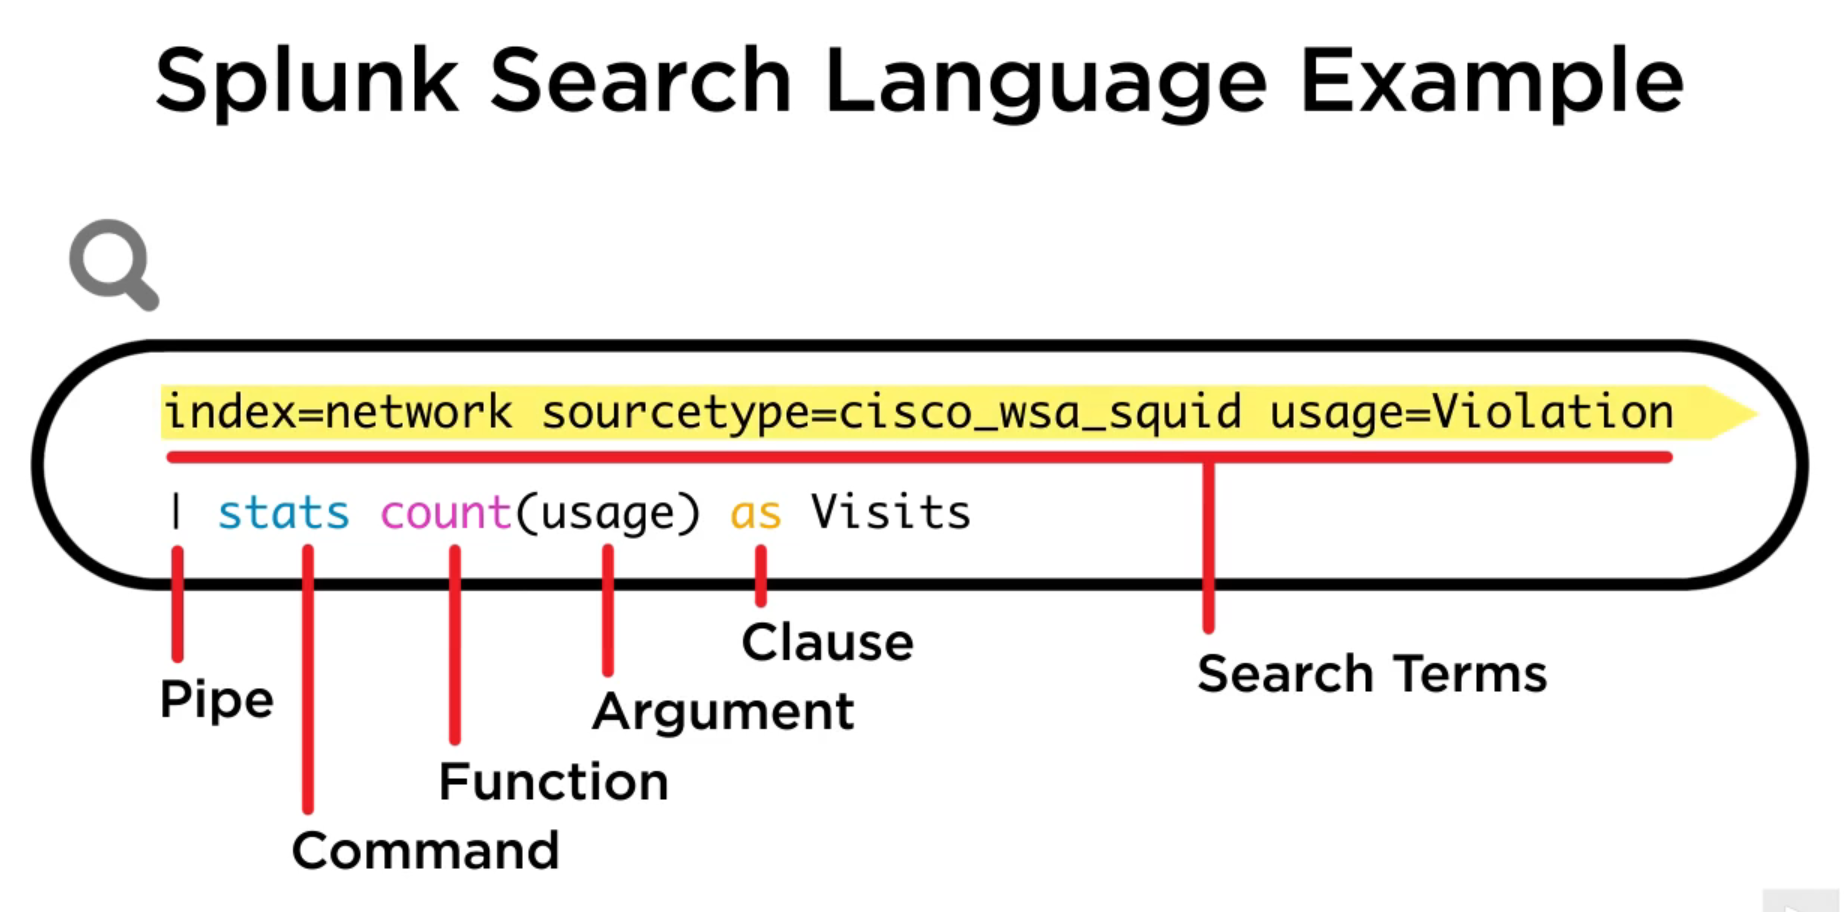 Splunk Search Language Example
index=network sourcetype=cisco_wsa_squid usage=Violation
| stats count(usage) as Visits
Clause
Search Terms
Pipe
Argument
Function
Command